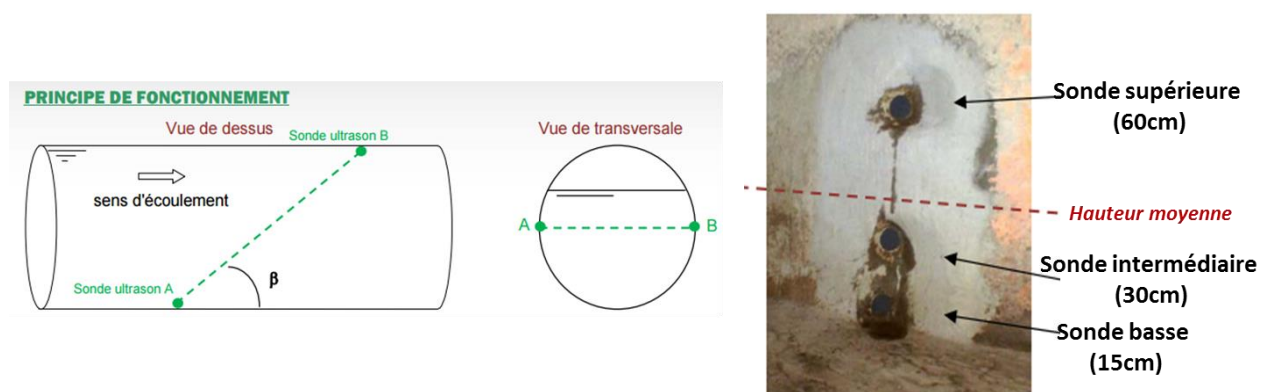 PRINCIPE DE FONCTIONNEMENT
Vue de dessus
Sonde ultrason B
sens d'écoulement
Sonde ultrason A
β
Vue de transversale
A
B
Sonde supérieure
(60cm)
Hauteur moyenne
Sonde intermédiaire
(30cm)
Sonde basse
(15cm)